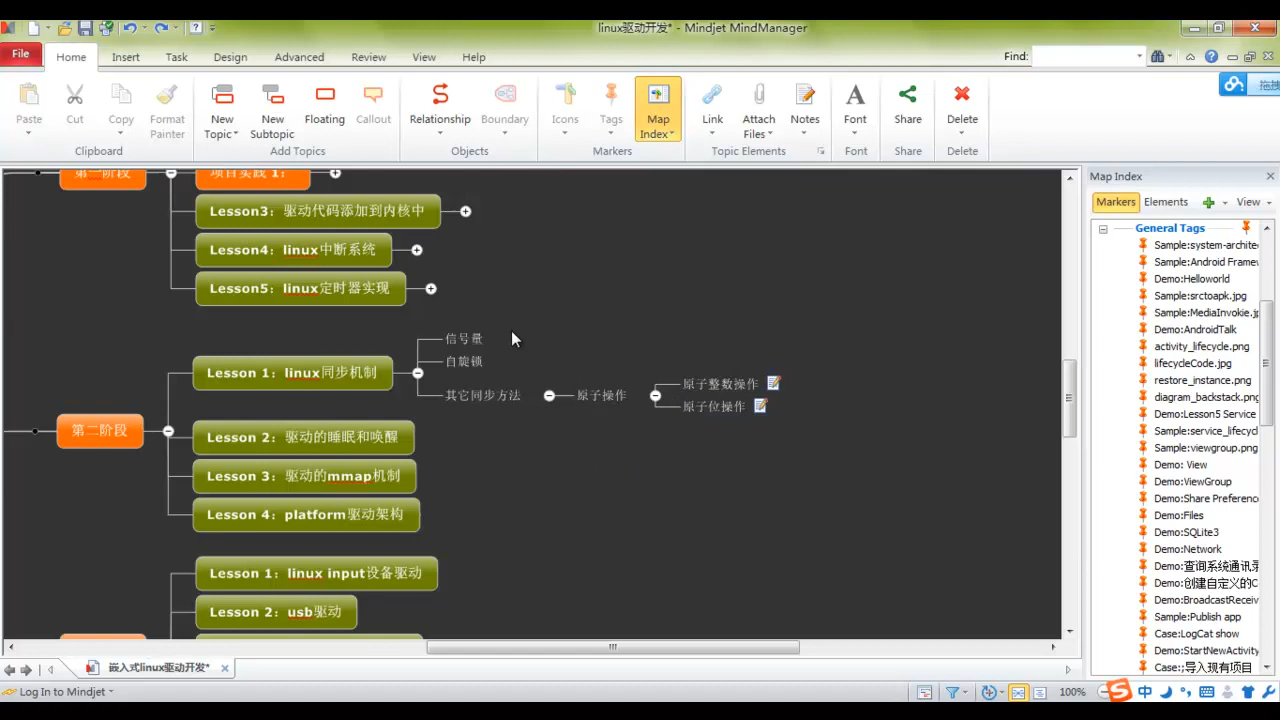 linux驱动开发* - Mindjet MindManager
File
Home
Insert
Task
Design
Advanced
Review
View
Help
Find:
Paste
Cut
Copy
Format Painter
New Topic
New Subtopic
Floating
Callout
Relationship
Boundary
Icons
Tags
Map Index
Link
Attach Files
Notes
Font
Share
Delete
Clipboard
Add Topics
Objects
Markers
Topic Elements
Font
Share
Delete
项目实践 1:
Lesson3：驱动代码添加到内核中
Lesson4：linux中断系统
Lesson5：linux定时器实现
信号量
自旋锁
Lesson 1：linux同步机制
其它同步方法
原子操作
原子整数操作
原子位操作
第二阶段
Lesson 2：驱动的睡眠和唤醒
Lesson 3：驱动的mmap机制
Lesson 4：platform驱动架构
Lesson 1：linux input设备驱动
Lesson 2：usb驱动
Map Index
Markers
Elements
View
General Tags
Sample:system-archite
Sample:Android Framew
Demo:Helloworld
Sample:srctoapk.jpg
Sample:MediaInvokie.jp
Demo:AndroidTalk
activity_lifecycle.png
lifecycleCode.jpg
restore_instance.png
diagram_backstack.png
Demo:Lesson5 Service
Sample:service_lifecycl
Sample:viewgroup.png
Demo: View
Demo:ViewGroup
Demo:Share Preference
Demo:Files
Demo:SQLite3
Demo:Network
Demo:查询系统通讯录
Demo:创建自定义的C
Demo:BroadcastReceiv
Sample:Publish app
Case:LogCat show
Demo:StartNewActivity
Case:;导入现有项目
嵌入式linux驱动开发*
Log In to Mindjet
100%
中